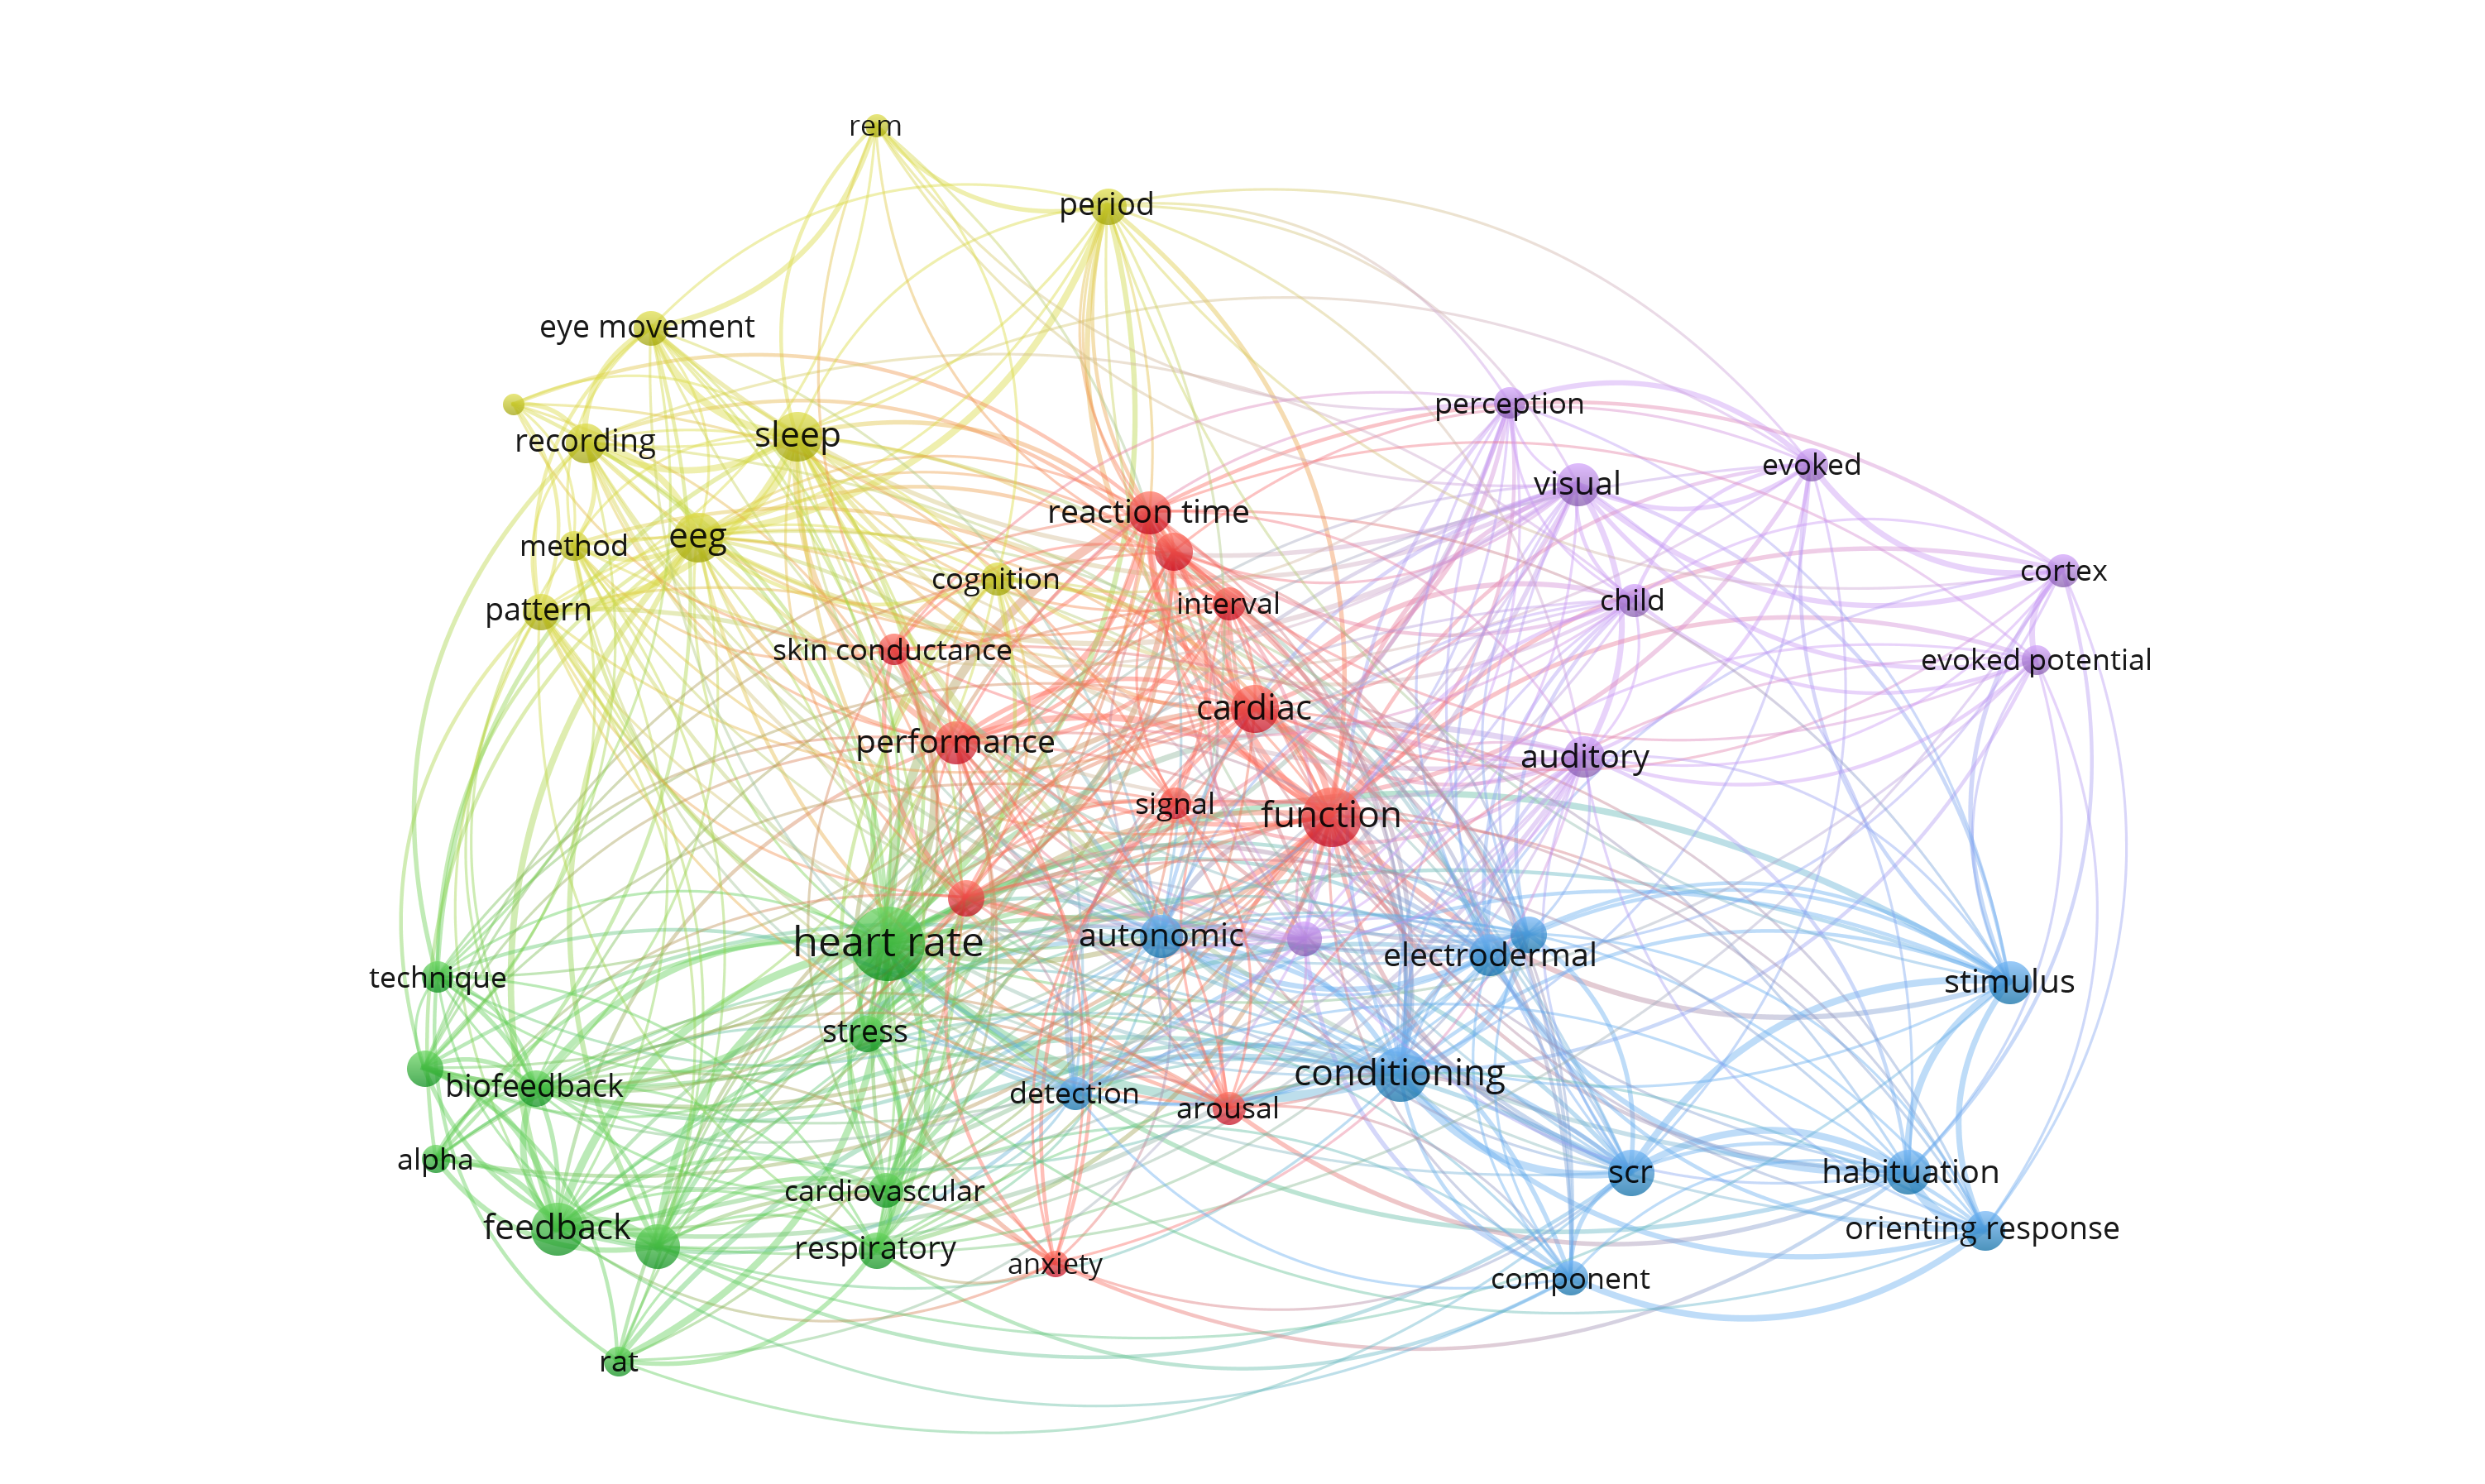 rem
period
eye movement
perception
sleep
recording
evoked
visual
reaction time
eeg
method
cortex
cognition
child
interval
pattern
skin conductance
evoked potential
cardiac
performance
auditory
signal
function
autonomic
heart rate
electrodermal
technique
stimulus
stress
conditioning
biofeedback
detection
arousal
alpha
scr
habituation
cardiovascular
feedback
orienting response
respiratory
anxiety
component
rat